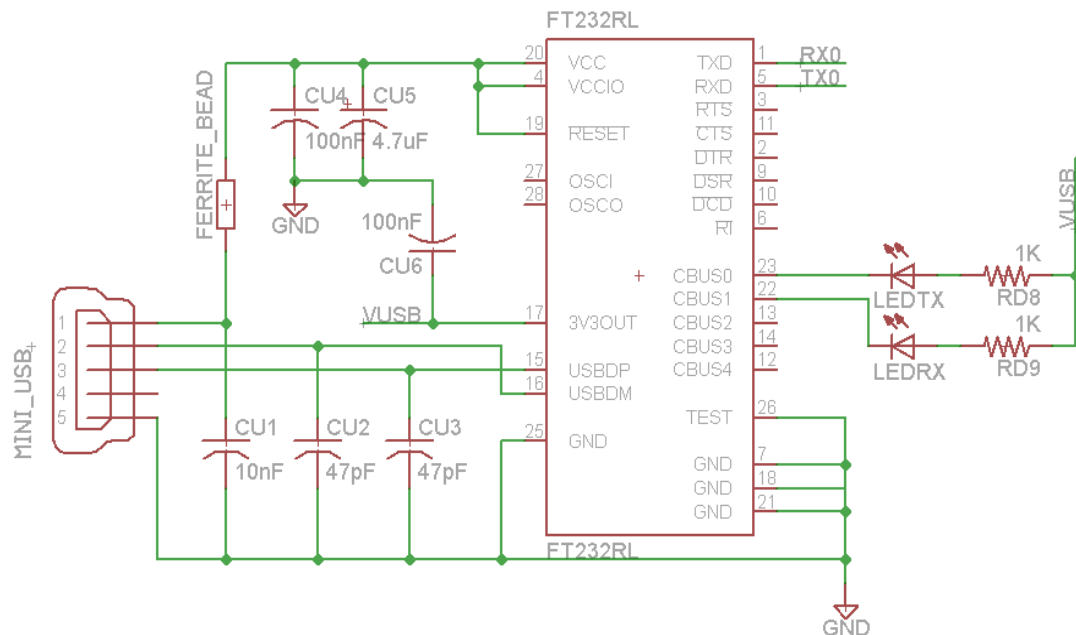 FT232RL
20 VCC TXD 1 RX0
4 VCCIO RXD 5 TX0
RTS 3
19 RESET CTS 11
DTR 2
27 OSCI DSR 9
28 OSCO DCD 10
RI 6
CBUS0 23
CBUS1 22
17 3V3OUT CBUS2 13
CBUS3 14
15 USBDP CBUS4 12
16 USBDM
TEST 26
25 GND
GND 7
GND 18
GND 21
FT232RL
FERRITE_BEAD
CU4
100nF
CU5
4.7uF
GND
100nF
CU6
VUSB
MINI_USB
1
2
3
4
5
CU1
10nF
CU2
47pF
CU3
47pF
VUSB
1K
LEDTX
RD8
1K
LEDRX
RD9
GND